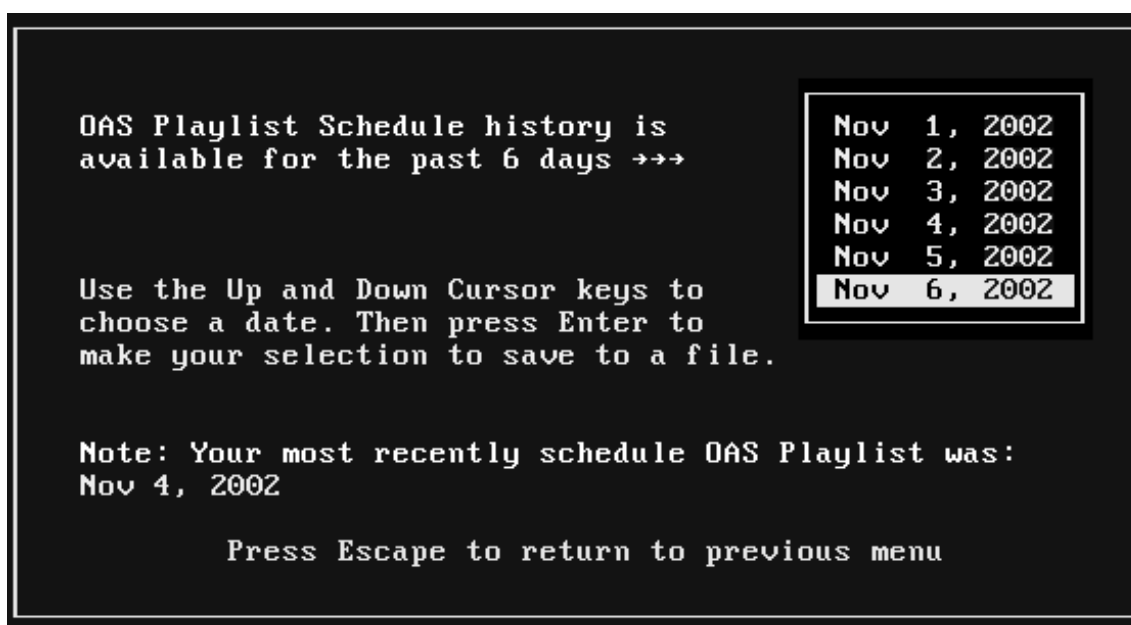 OAS Playlist Schedule history is
available for the past 6 days →→→
Nov 1, 2002
Nov 2, 2002
Nov 3, 2002
Nov 4, 2002
Nov 5, 2002
Nov 6, 2002
Use the Up and Down Cursor keys to
choose a date. Then press Enter to
make your selection to save to a file.
Note: Your most recently schedule OAS Playlist was:
Nov 4, 2002
Press Escape to return to previous menu